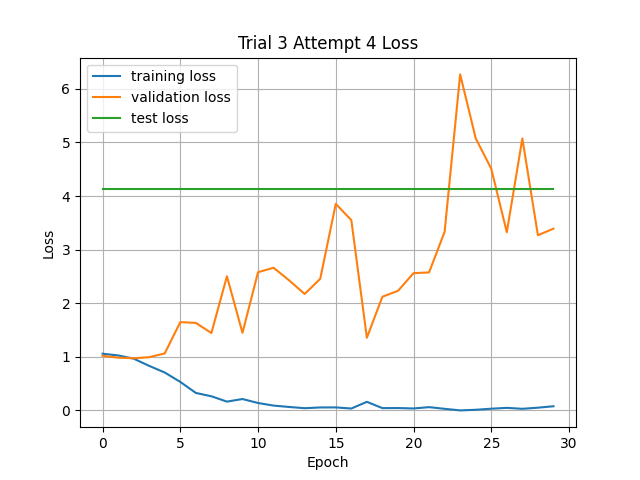 Trial 3 Attempt 4 Loss
training loss
validation loss
test loss
6
5
4
3
2
1
0
Loss
0 5 10 15 20 25 30
Epoch